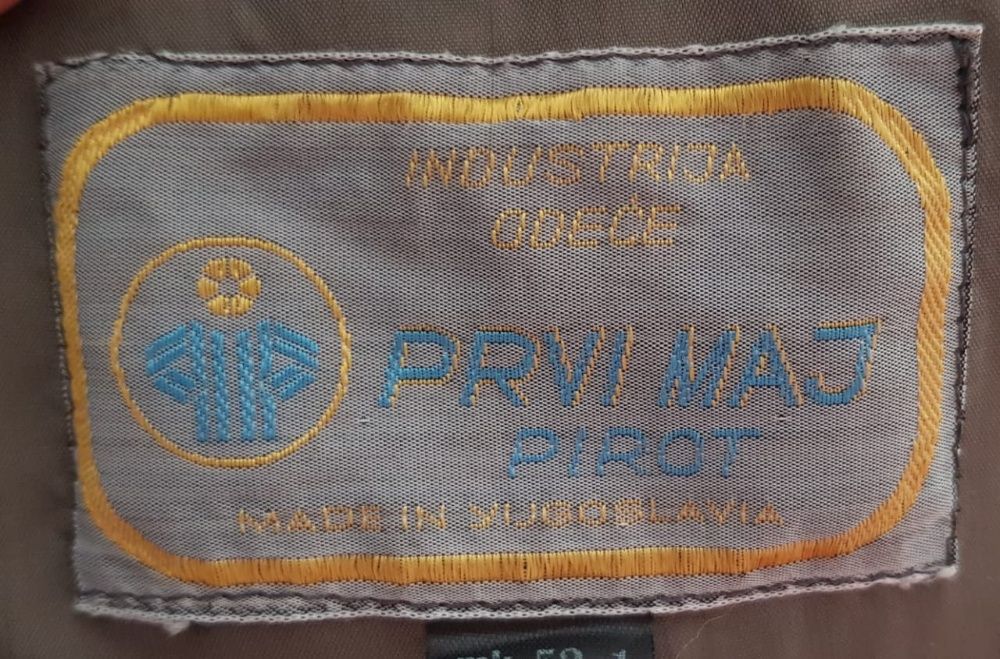 INDUSTRIJA
ODEĆE
PRVI MAJ
PIROT
MADE IN YUGOSLAVIA